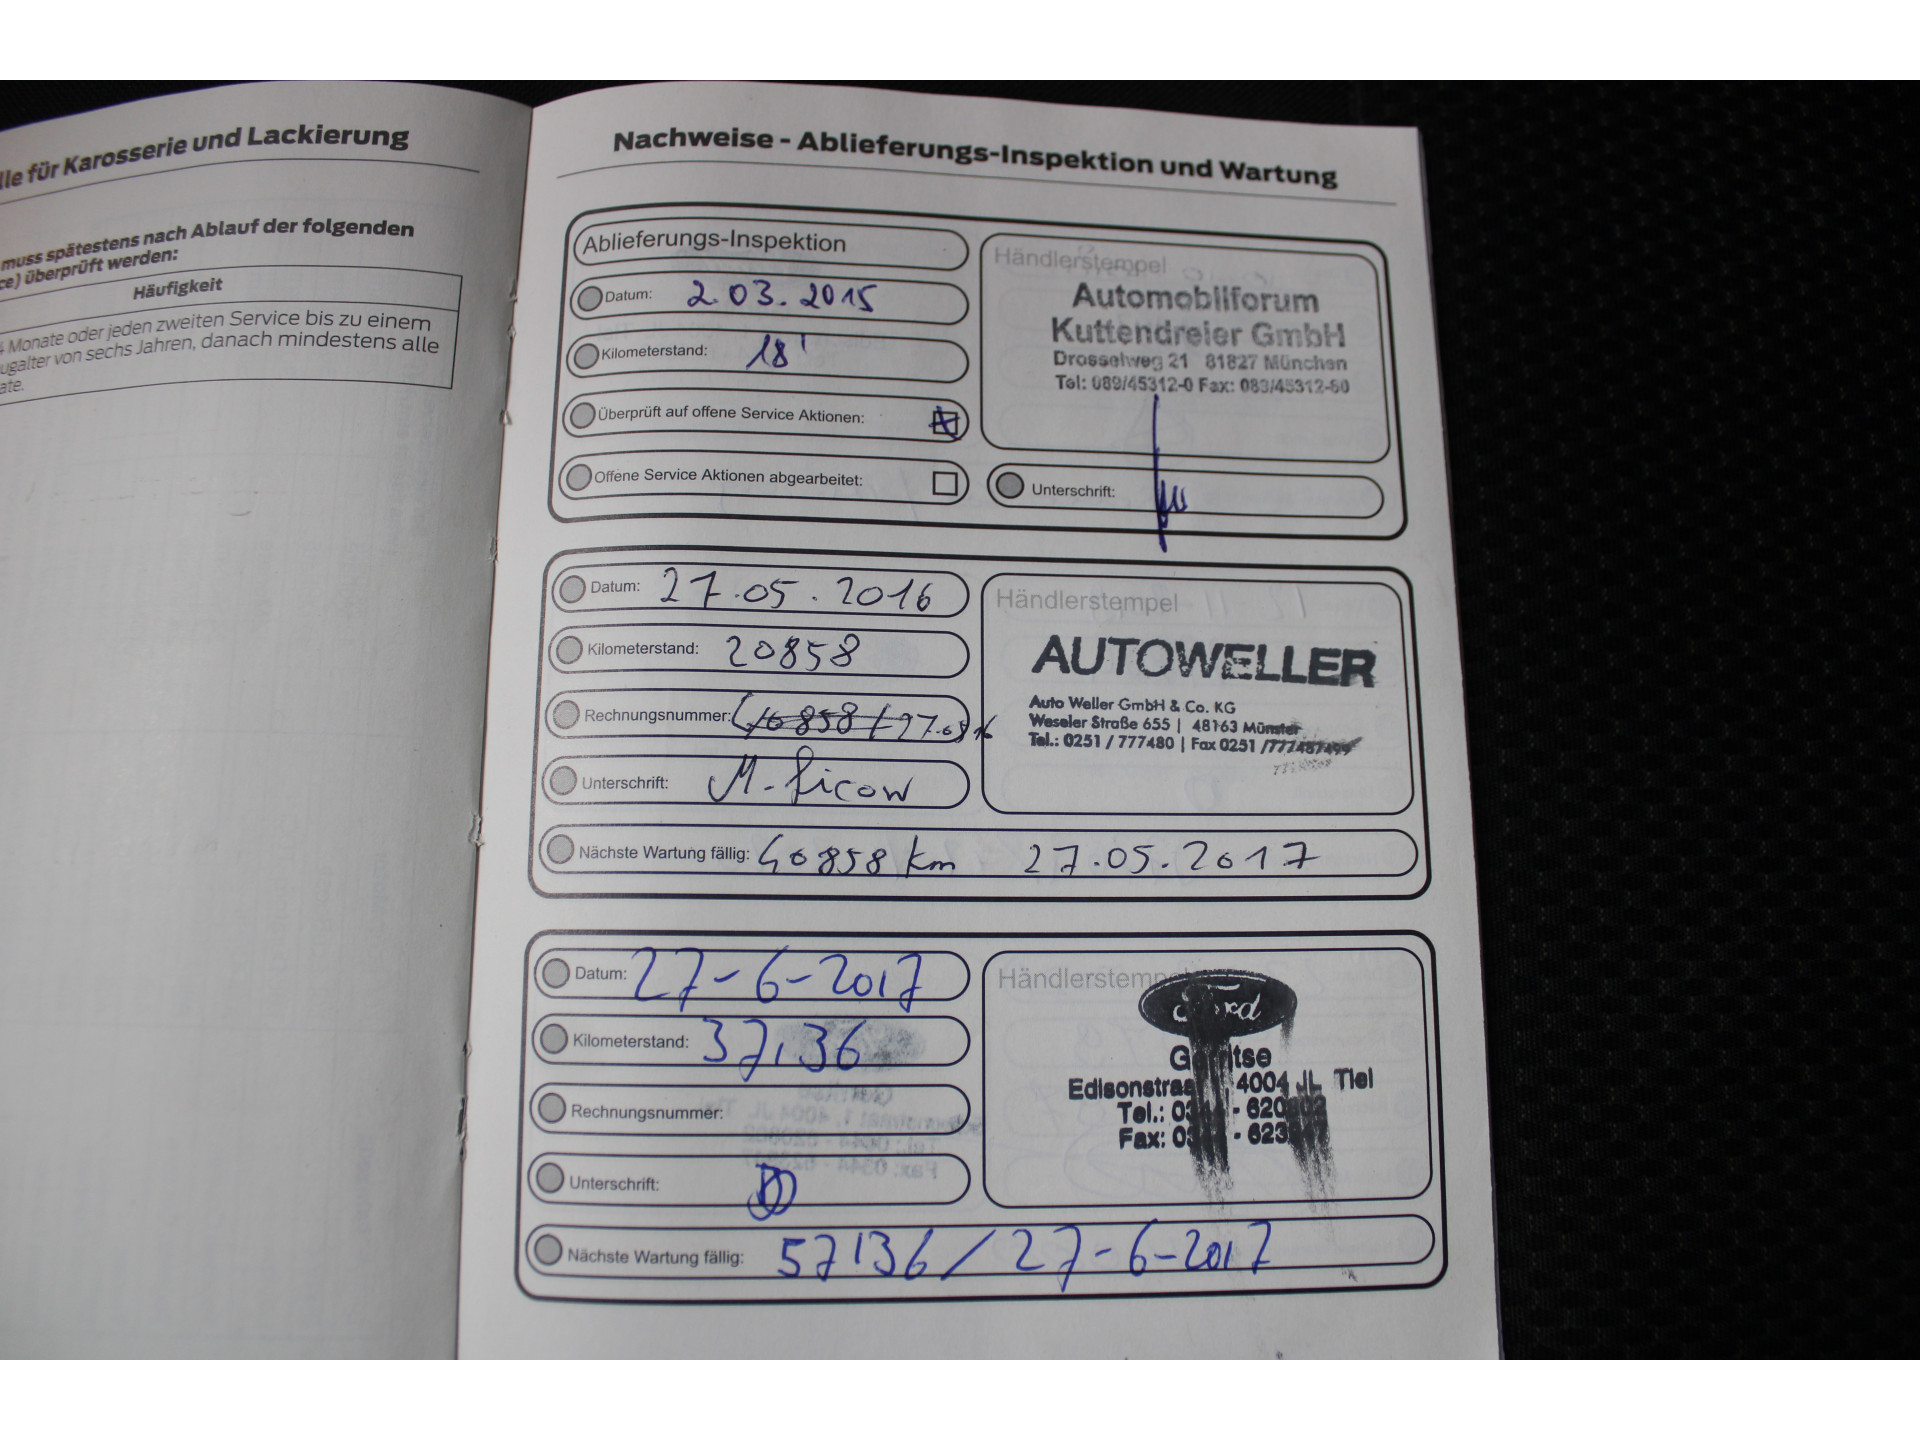 lle für Karosserie und Lackierung
muss spätestens nach Ablauf der folgenden
ce) überprüft werden:
Häufigkeit
4 Monate oder jeden zweiten Service bis zu einem
ugalter von sechs Jahren, danach mindestens alle
ate.
Nachweise - Ablieferungs-Inspektion und Wartung
Ablieferungs-Inspektion
Datum: 2.03.2015
Kilometerstand: 18
Überprüft auf offene Service Aktionen:
Offene Service Aktionen abgearbeitet:
Händlerstempel
Automobilforum
Kuttendreier GmbH
Drosselweg 21 81827 München
Tel: 089/45312-0 Fax: 089/45312-60
Unterschrift:
Datum: 27.05.2016
Kilometerstand: 20858
Rechnungsnummer:
Unterschrift:
Nächste Wartung fällig: 40858 km 27.05.2017
Händlerstempel
AUTOWELLER
Auto Weller GmbH & Co. KG
Weseler Straße 655 | 48163 Münster
Tel.: 0251 / 777480 | Fax 0251
Datum: 27-6-2017
Kilometerstand: 37136
Rechnungsnummer:
Unterschrift:
Nächste Wartung fällig: 57136 / 27-6-2017
Händlerstempel
Ford
4004 JL Tiel
Tel.:
Fax: